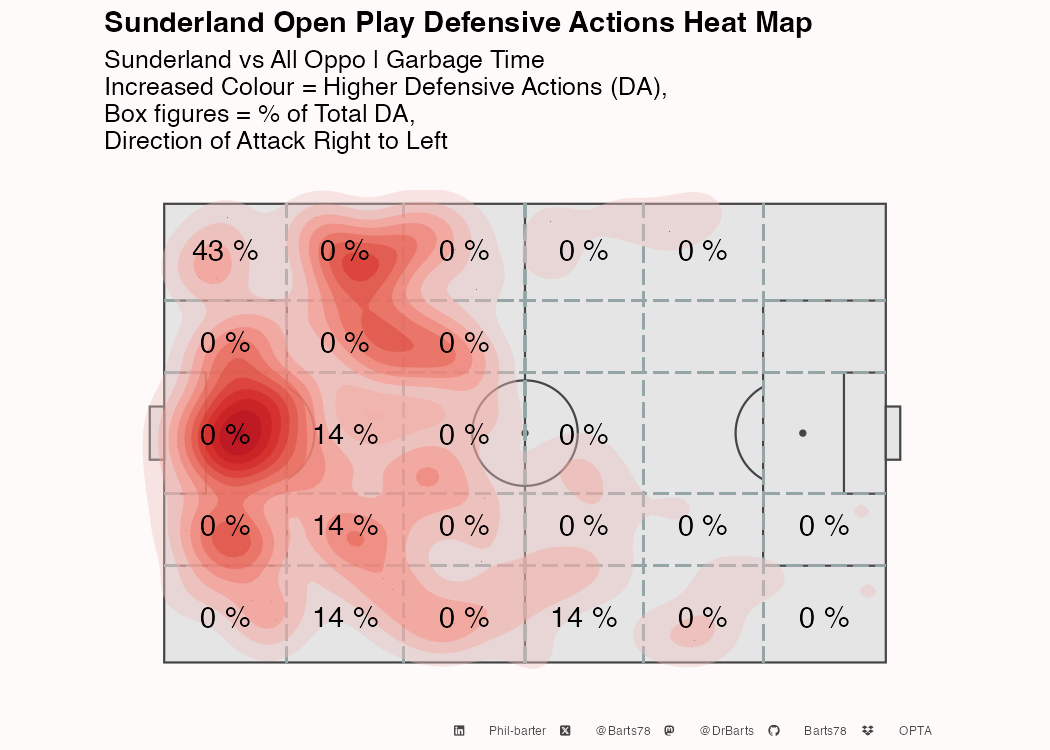 Sunderland Open Play Defensive Actions Heat Map
Sunderland vs All Oppo | Garbage Time
Increased Colour = Higher Defensive Actions (DA),
Box figures = % of Total DA,
Direction of Attack Right to Left
43 % 0 % 0 % 0 % 0 %
0 % 0 % 0 %
0 % 14 % 0 % 0 %
0 % 14 % 0 % 0 % 0 % 0 %
0 % 14 % 0 % 14 % 0 % 0 %
Phil-barter @Barts78 @DrBarts Barts78 OPTA